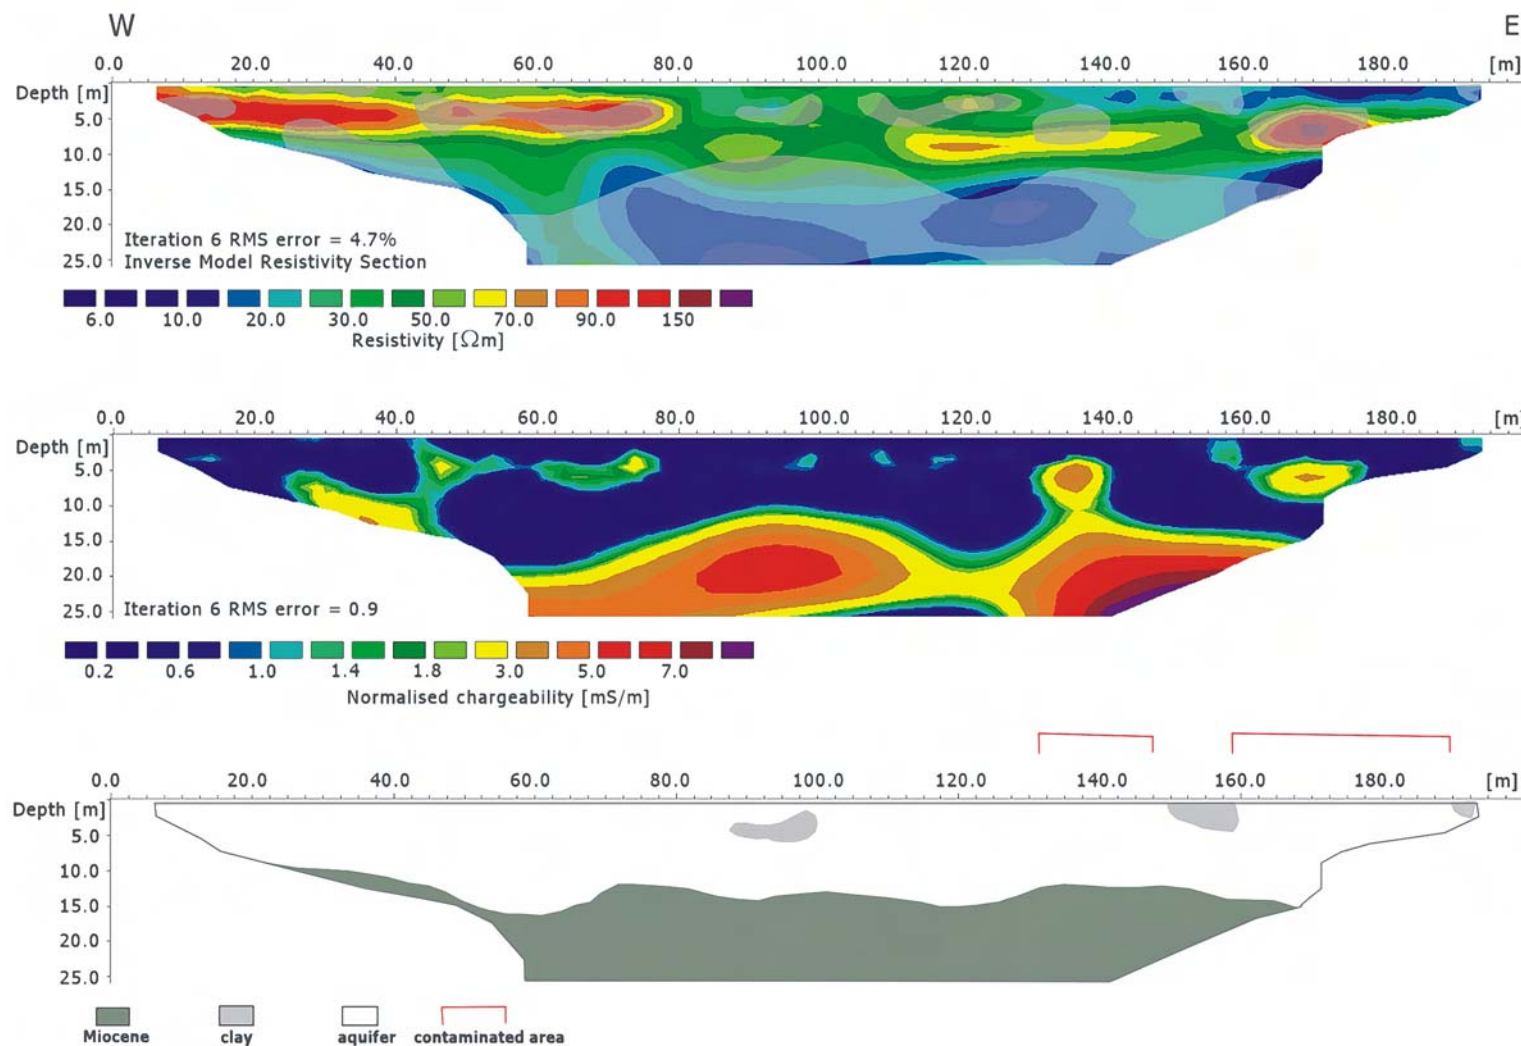 W E
0.0 20.0 40.0 60.0 80.0 100.0 120.0 140.0 160.0 180.0 [m]
Depth [m]
5.0
10.0
15.0
20.0
25.0
Iteration 6 RMS error = 4.7%
Inverse Model Resistivity Section
6.0 10.0 20.0 30.0 50.0 70.0 90.0 150
Resistivity [Ωm]
0.0 20.0 40.0 60.0 80.0 100.0 120.0 140.0 160.0 180.0 [m]
Depth [m]
5.0
10.0
15.0
20.0
25.0
Iteration 6 RMS error = 0.9
0.2 0.6 1.0 1.4 1.8 3.0 5.0 7.0
Normalised chargeability [mS/m]
0.0 20.0 40.0 60.0 80.0 100.0 120.0 140.0 160.0 180.0 [m]
Depth [m]
5.0
10.0
15.0
20.0
25.0
Miocene clay aquifer contaminated area